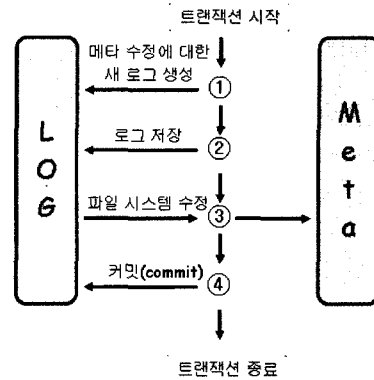 트랜잭션 시작
메타 수정에 대한
새 로그 생성
①
로그 저장
②
파일 시스템 수정
③
커밋(commit)
④
트랜잭션 종료
LOG
Meta